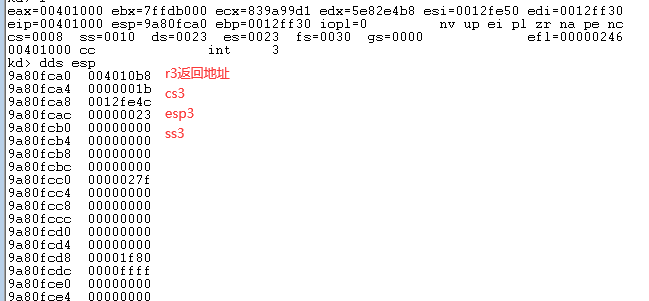 eax=00401000 ebx=7ffdb000 ecx=839a99d1 edx=5e82e4b8 esi=0012fe50 edi=0012ff30
eip=00401000 esp=9a80fca0 ebp=0012ff30 iopl=0         nv up ei pl zr na pe nc
cs=0008  ss=0010  ds=0023  es=0023  fs=0030  gs=0000             efl=00000246
00401000 cc              int     3
kd> dds esp
9a80fca0  004010b8 r3返回地址
9a80fca4  0000001b cs3
9a80fca8  0012fe4c esp3
9a80fcac  00000023 ss3
9a80fcb0  00000000
9a80fcb4  00000000
9a80fcb8  00000000
9a80fcbc  00000000
9a80fcc0  0000027f
9a80fcc4  00000000
9a80fcc8  00000000
9a80fccc  00000000
9a80fcd0  00000000
9a80fcd4  00000000
9a80fcd8  00001f80
9a80fcdc  0000ffff
9a80fce0  00000000
9a80fce4  00000000